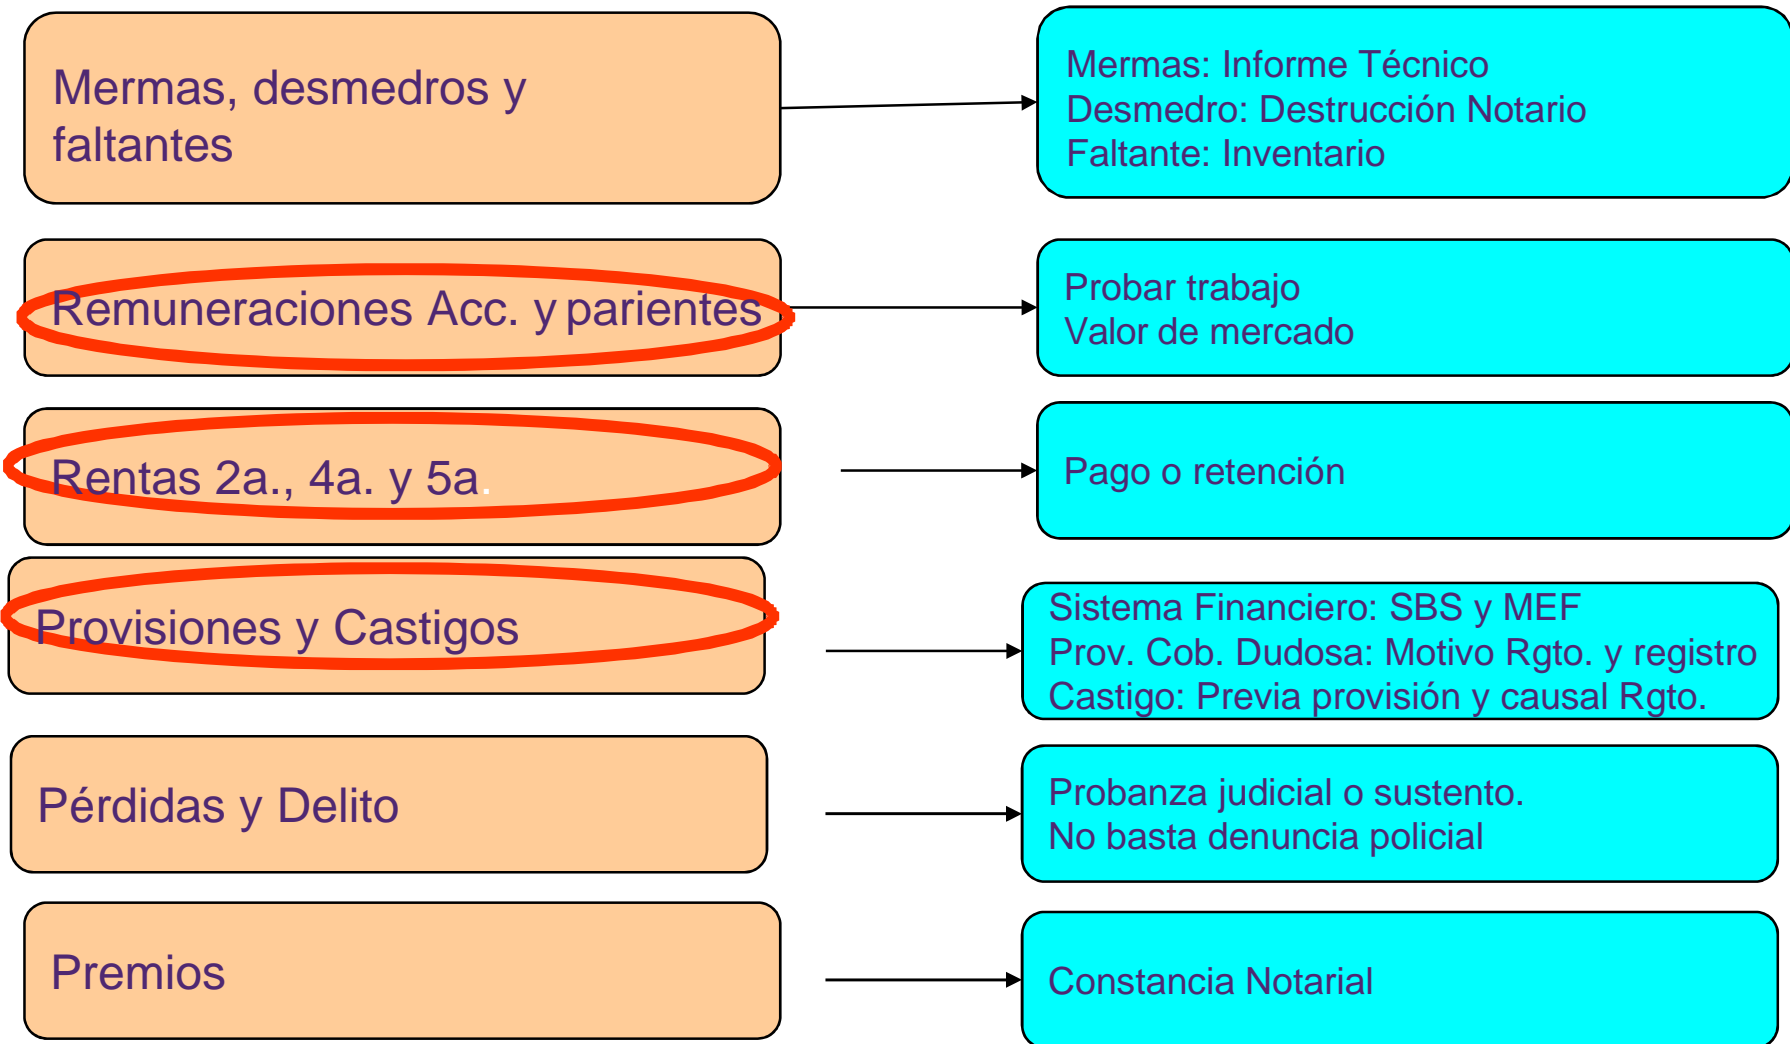 Mermas, desmedros y
faltantes
Mermas: Informe Técnico
Desmedro: Destrucción Notario
Faltante: Inventario
Remuneraciones Acc. y parientes
Probar trabajo
Valor de mercado
Rentas 2a., 4a. y 5a.
Pago o retención
Provisiones y Castigos
Sistema Financiero: SBS y MEF
Prov. Cob. Dudosa: Motivo Rgto. y registro
Castigo: Previa provisión y causal Rgto.
Pérdidas y Delito
Probanza judicial o sustento.
No basta denuncia policial
Premios
Constancia Notarial